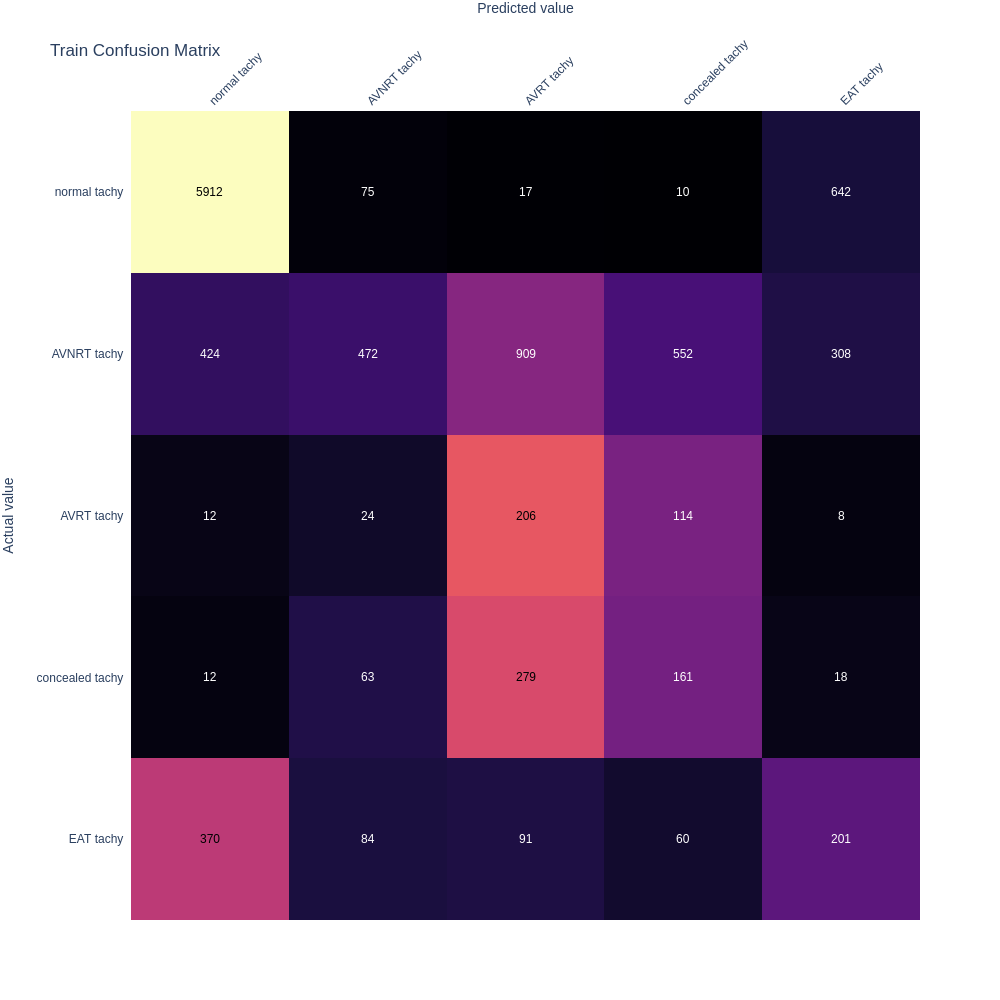 Predicted value
Train Confusion Matrix
normal tachy
AVNRT tachy
AVRT tachy
concealed tachy
EAT tachy
normal tachy 5912 75 17 10 642
AVNRT tachy 424 472 909 552 308
Actual value
AVRT tachy 12 24 206 114 8
concealed tachy 12 63 279 161 18
EAT tachy 370 84 91 60 201